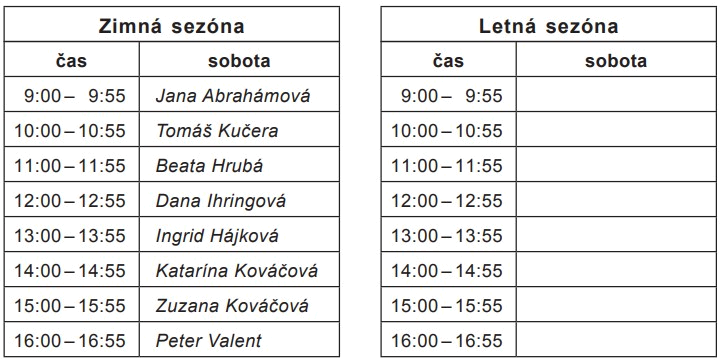 Zimná sezóna
čas sobota
9:00 – 9:55 Jana Abrahámová
10:00 – 10:55 Tomáš Kučera
11:00 – 11:55 Beata Hrubá
12:00 – 12:55 Dana Ihringová
13:00 – 13:55 Ingrid Hájková
14:00 – 14:55 Katarína Kováčová
15:00 – 15:55 Zuzana Kováčová
16:00 – 16:55 Peter Valent
Letná sezóna
čas sobota
9:00 – 9:55
10:00 – 10:55
11:00 – 11:55
12:00 – 12:55
13:00 – 13:55
14:00 – 14:55
15:00 – 15:55
16:00 – 16:55